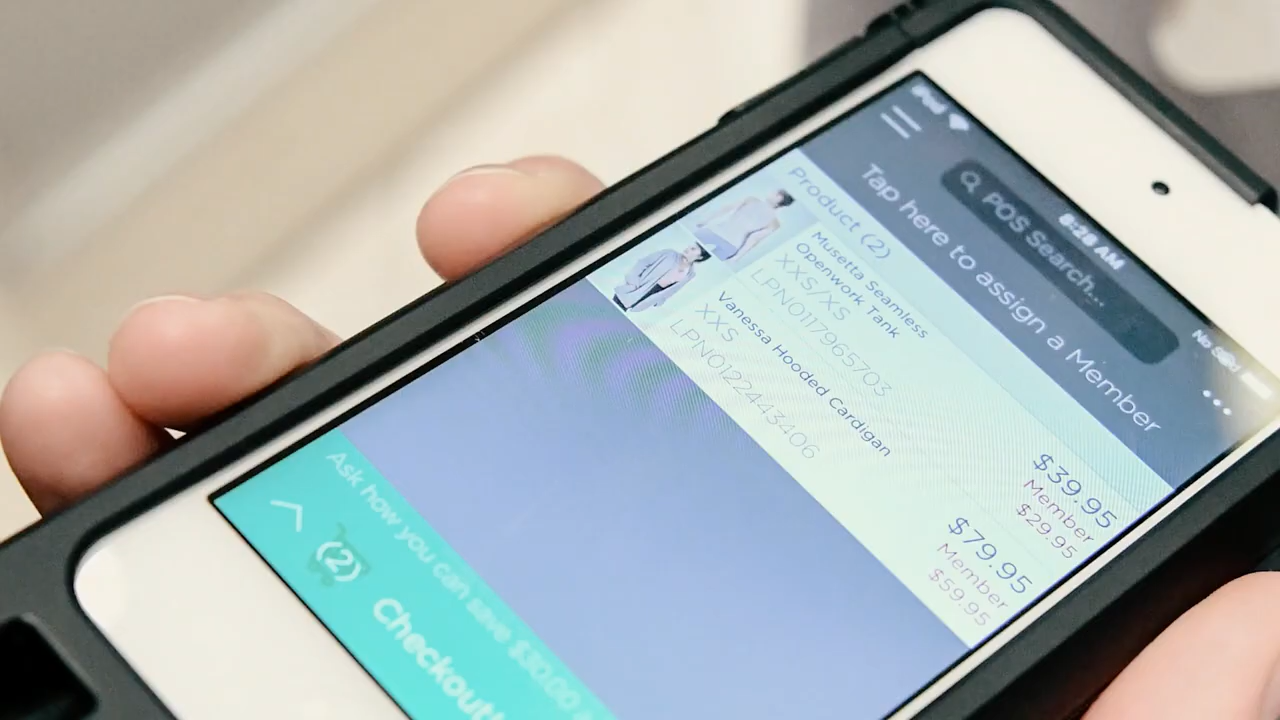 iPod
8:28 AM
No
POS Search...
Tap here to assign a Member
Product (2)
Musetta Seamless
Openwork Tank
XXS/XS
LPN0117965703
$39.95
Member
$29.95
Vanessa Hooded Cardigan
XXS
LPN0122443406
$79.95
Member
$59.95
Ask how you can save $30.00
(2)
Checkout